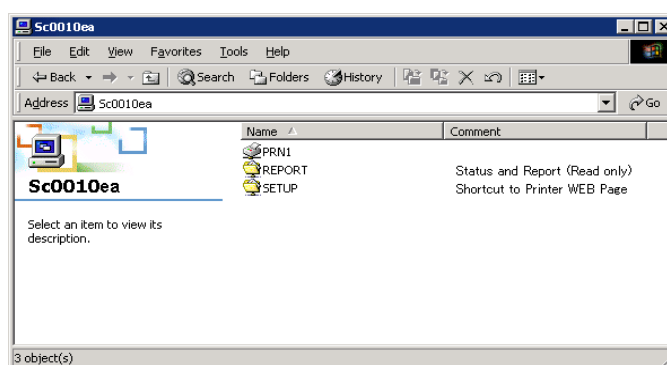 Sc0010ea
File Edit View Favorites Tools Help
Back Search Folders History
Address Sc0010ea Go
Name Comment
PRN1
REPORT Status and Report (Read only)
SETUP Shortcut to Printer WEB Page
Sc0010ea
Select an item to view its
description.
3 object(s)